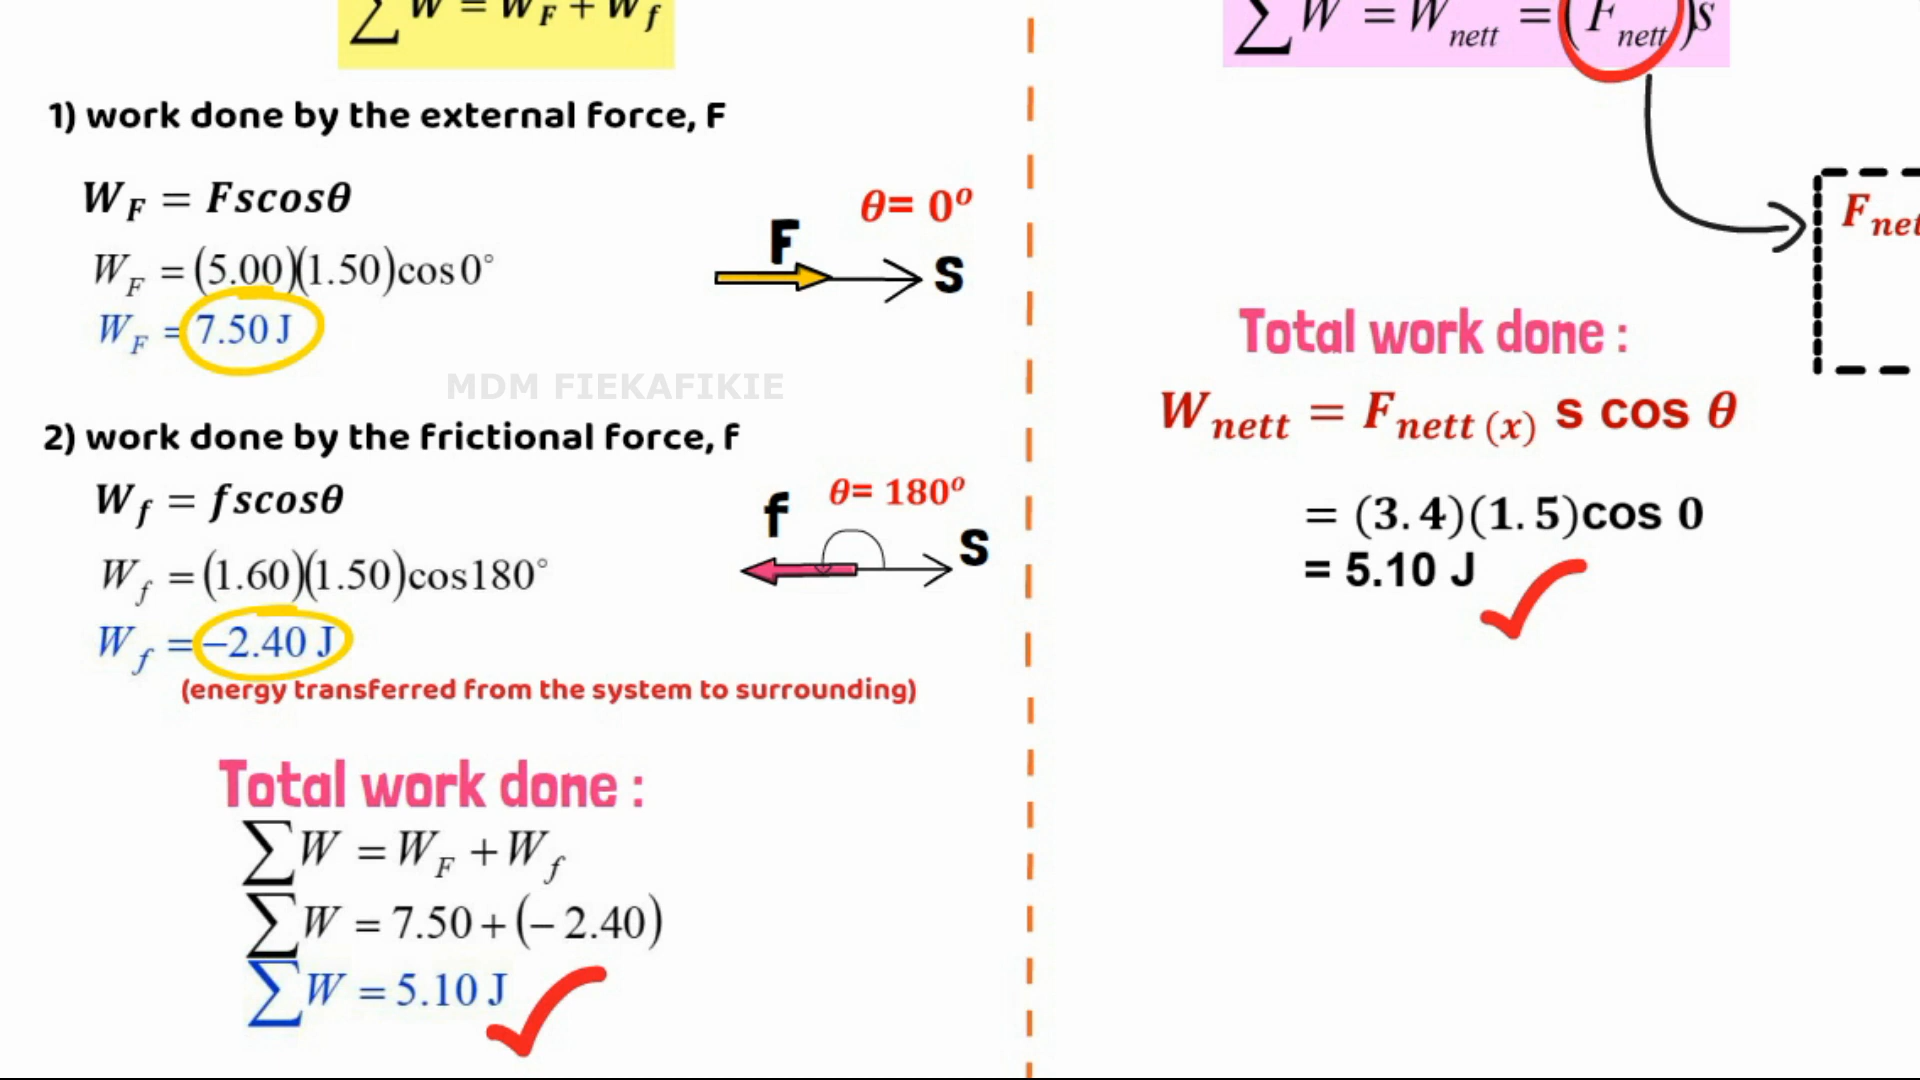 ∑W = W_F + W_f
1) work done by the external force, F
W_F = Fscosθ
W_F = (5.00)(1.50)cos0°
W_F = 7.50 J
θ= 0°
F
S
MDM FIEKAFIKIE
2) work done by the frictional force, f
W_f = fscosθ
W_f = (1.60)(1.50)cos180°
W_f = –2.40 J
θ= 180°
f
S
(energy transferred from the system to surrounding)
Total work done :
∑W = W_F + W_f
∑W = 7.50 + (– 2.40)
∑W = 5.10 J
∑W = W_nett = (F_nett)s
Total work done :
W_nett = F_nett (x) s cos θ
= (3.4)(1.5)cos 0
= 5.10 J